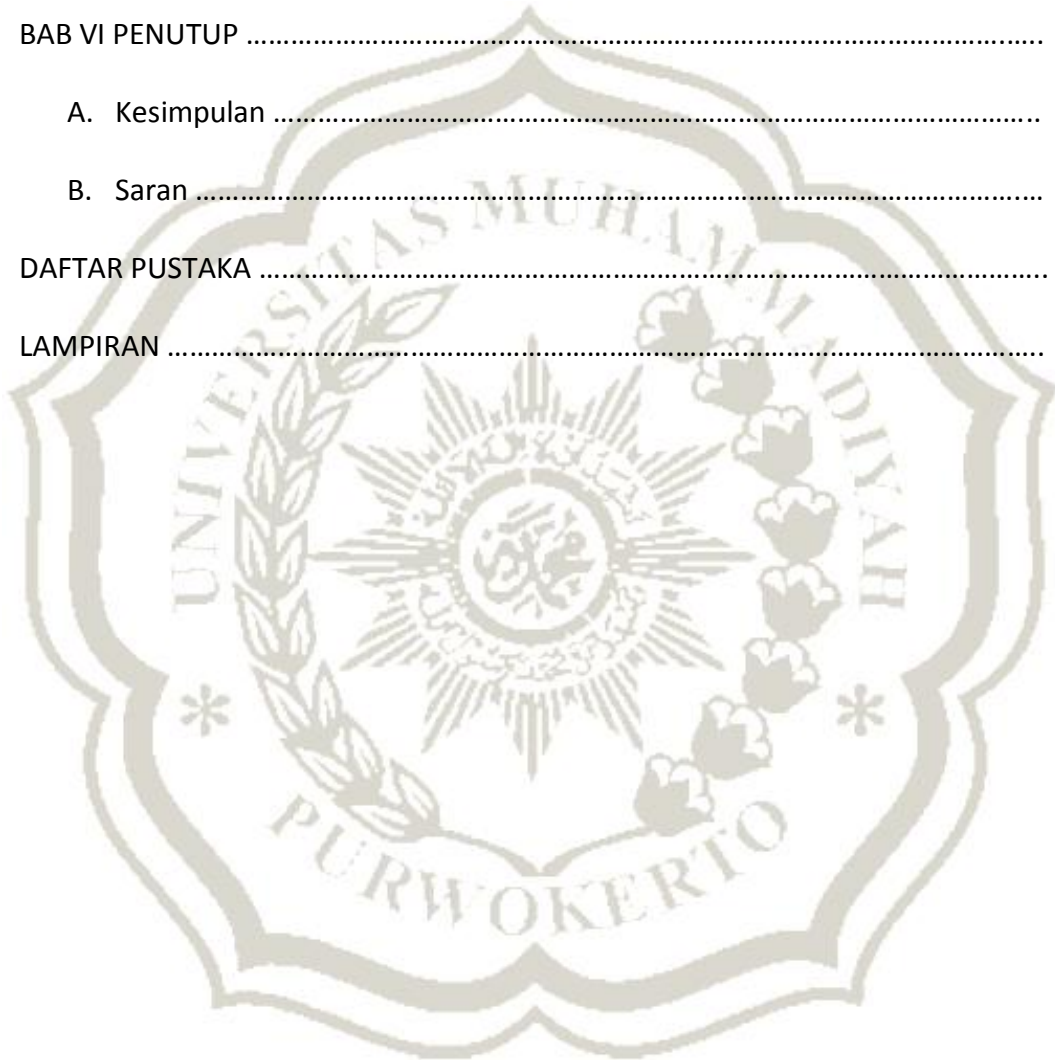 BAB VI PENUTUP ……………………………………………………………………………………………..
A. Kesimpulan ………………………………………………………………………………………..
B. Saran …………………………………………………………………………………………………...
DAFTAR PUSTAKA …………………………………………………………………………………………..
LAMPIRAN ……………………………………………………………………………………………………..
UNIVERSITAS MUHAMMADIYAH
PURWOKERTO